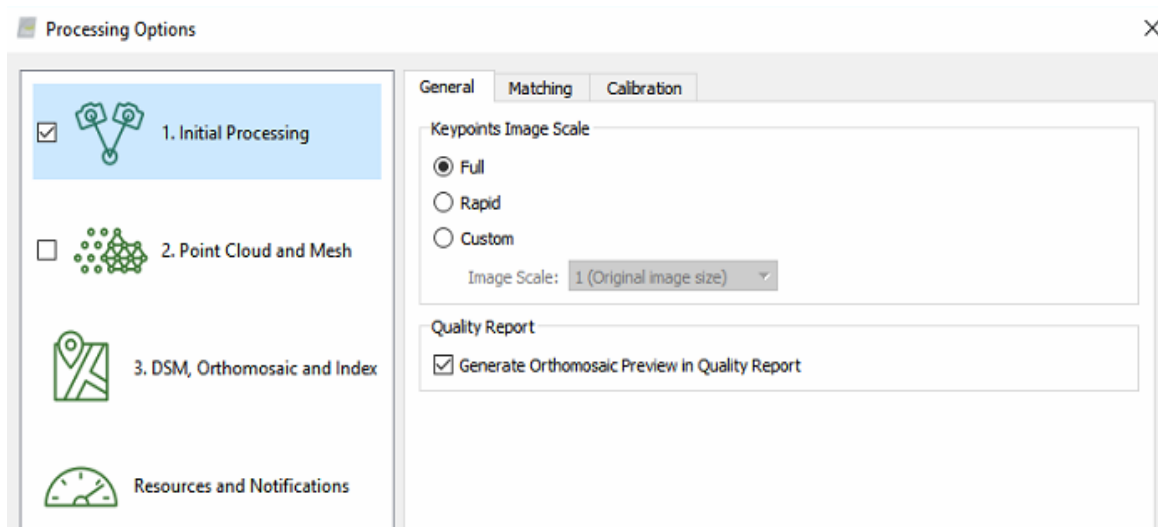 Processing Options
1. Initial Processing
2. Point Cloud and Mesh
3. DSM, Orthomosaic and Index
Resources and Notifications
General Matching Calibration
Keypoints Image Scale
Full
Rapid
Custom
Image Scale: 1 (Original image size)
Quality Report
Generate Orthomosaic Preview in Quality Report